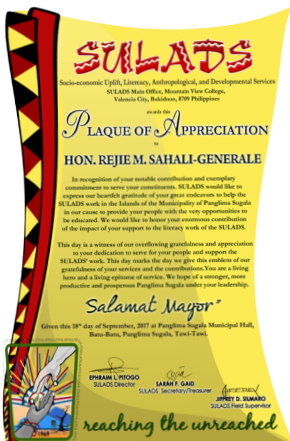 SULADS
Socio-economic Uplift, Literacy, Anthropological, and Developmental Services
SULADS Main Office, Mountain View College,
Valencia City, Bukidnon, 8709 Philippines
awards this
PLAQUE OF APPRECIATION
to
HON. REJIE M. SAHALI-GENERALE
In recognition of your notable contribution and exemplary
commitment to serve your constituents. SULADS would like to
express our heartfelt gratitude of your great endeavors to help the
SULADS work in the Islands of the Municipality of Panglima Sugala
in our cause to provide your people with the very opportunities to
be educated. We would like to honor your enormous contribution
of the impact of your support to the literacy work of the SULADS.
This day is a witness of our overflowing gratefulness and appreciation
to your dedication to serve for your people and support the
SULADS' work. This day marks the day we give this emblem of our
gratefulness of your services and the contributions.You are a living
hero and a living epitome of service. We hope of a stronger, more
productive and prosperous Panglima Sugala under your leadership.
Salamat Mayor"
Given this 18th day of September, 2017 at Panglima Sugala Municipal Hall,
Batu-Batu, Panglima Sugala, Tawi-Tawi.
EPHRAIM L. PITOGO
SULADS Director
SARAH F. GAID
SULADS, Secretary/Treasurer
JIFFREY D. SILMARO
SULADS Field Supervisor
1969
reaching the unreached